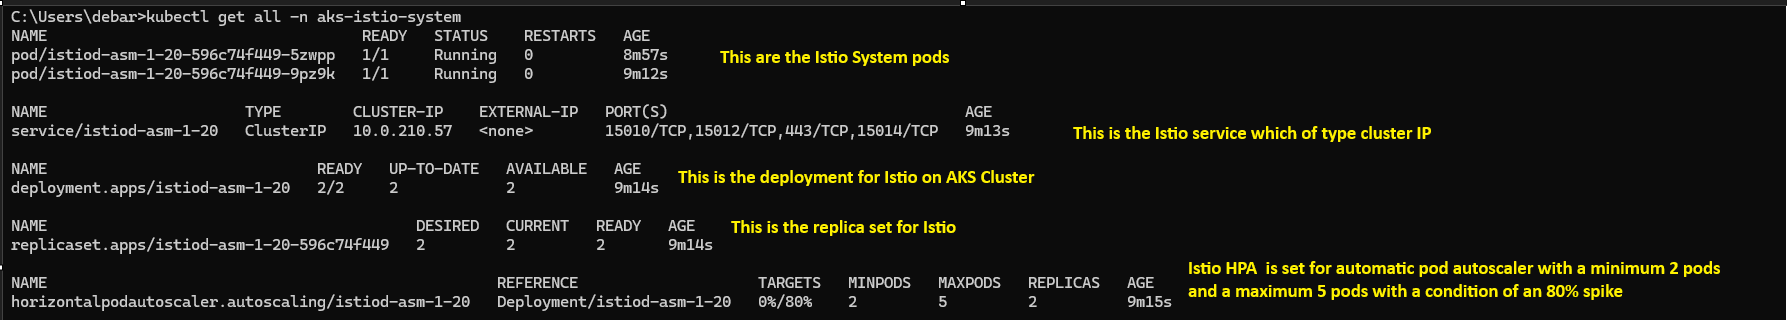 C:\Users\debar>kubectl get all -n aks-istio-system
NAME READY STATUS RESTARTS AGE
pod/istiod-asm-1-20-596c74f449-5zwpp 1/1 Running 0 8m57s
pod/istiod-asm-1-20-596c74f449-9pz9k 1/1 Running 0 9m12s
This are the Istio System pods
NAME TYPE CLUSTER-IP EXTERNAL-IP PORT(S) AGE
service/istiod-asm-1-20 ClusterIP 10.0.210.57 <none> 15010/TCP,15012/TCP,443/TCP,15014/TCP 9m13s
This is the Istio service which of type cluster IP
NAME READY UP-TO-DATE AVAILABLE AGE
deployment.apps/istiod-asm-1-20 2/2 2 2 9m14s
This is the deployment for Istio on AKS Cluster
NAME DESIRED CURRENT READY AGE
replicaset.apps/istiod-asm-1-20-596c74f449 2 2 2 9m14s
This is the replica set for Istio
NAME REFERENCE TARGETS MINPODS MAXPODS REPLICAS AGE
horizontalpodautoscaler.autoscaling/istiod-asm-1-20 Deployment/istiod-asm-1-20 0%/80% 2 5 2 9m15s
Istio HPA is set for automatic pod autoscaler with a minimum 2 pods
and a maximum 5 pods with a condition of an 80% spike